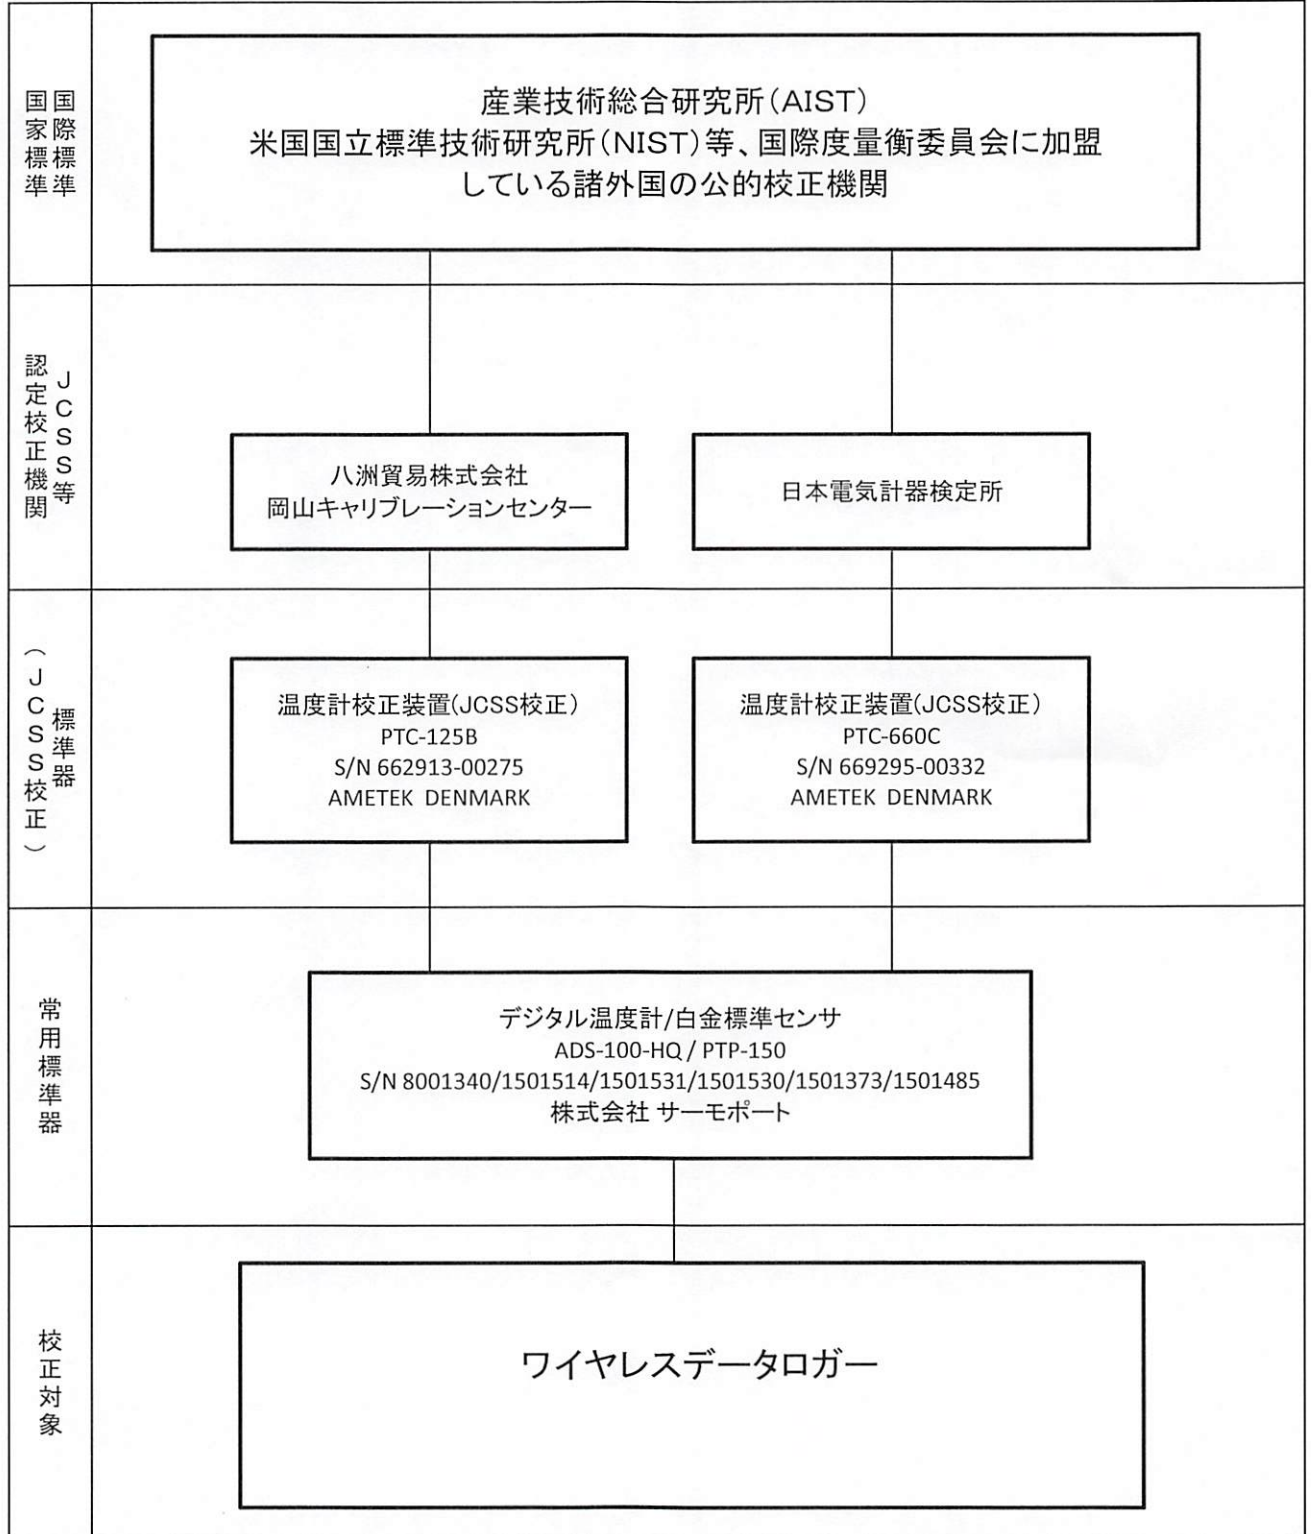 国際標準
国家標準
産業技術総合研究所(AIST)
米国国立標準技術研究所(NIST)等、国際度量衡委員会に加盟
している諸外国の公的校正機関
JCSS等
認定校正機関
八洲貿易株式会社
岡山キャリブレーションセンター
日本電気計器検定所
標準器
(JCSS校正)
温度計校正装置(JCSS校正)
PTC-125B
S/N 662913-00275
AMETEK DENMARK
温度計校正装置(JCSS校正)
PTC-660C
S/N 669295-00332
AMETEK DENMARK
常用標準器
デジタル温度計/白金標準センサ
ADS-100-HQ / PTP-150
S/N 8001340/1501514/1501531/1501530/1501373/1501485
株式会社 サーモポート
校正対象
ワイヤレスデータロガー